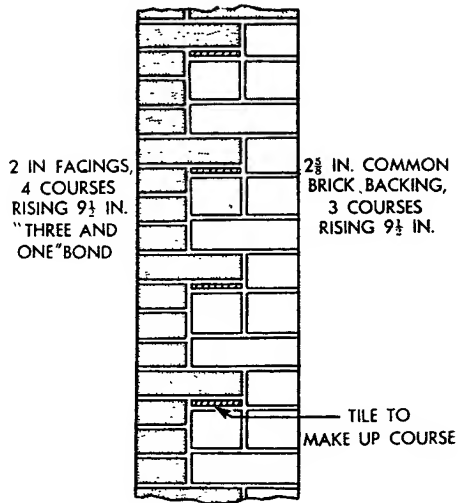 2 IN FACINGS,
4 COURSES
RISING 9½ IN.
"THREE AND
ONE" BOND
2⅝ IN. COMMON
BRICK BACKING,
3 COURSES
RISING 9½ IN.
TILE TO
MAKE UP COURSE